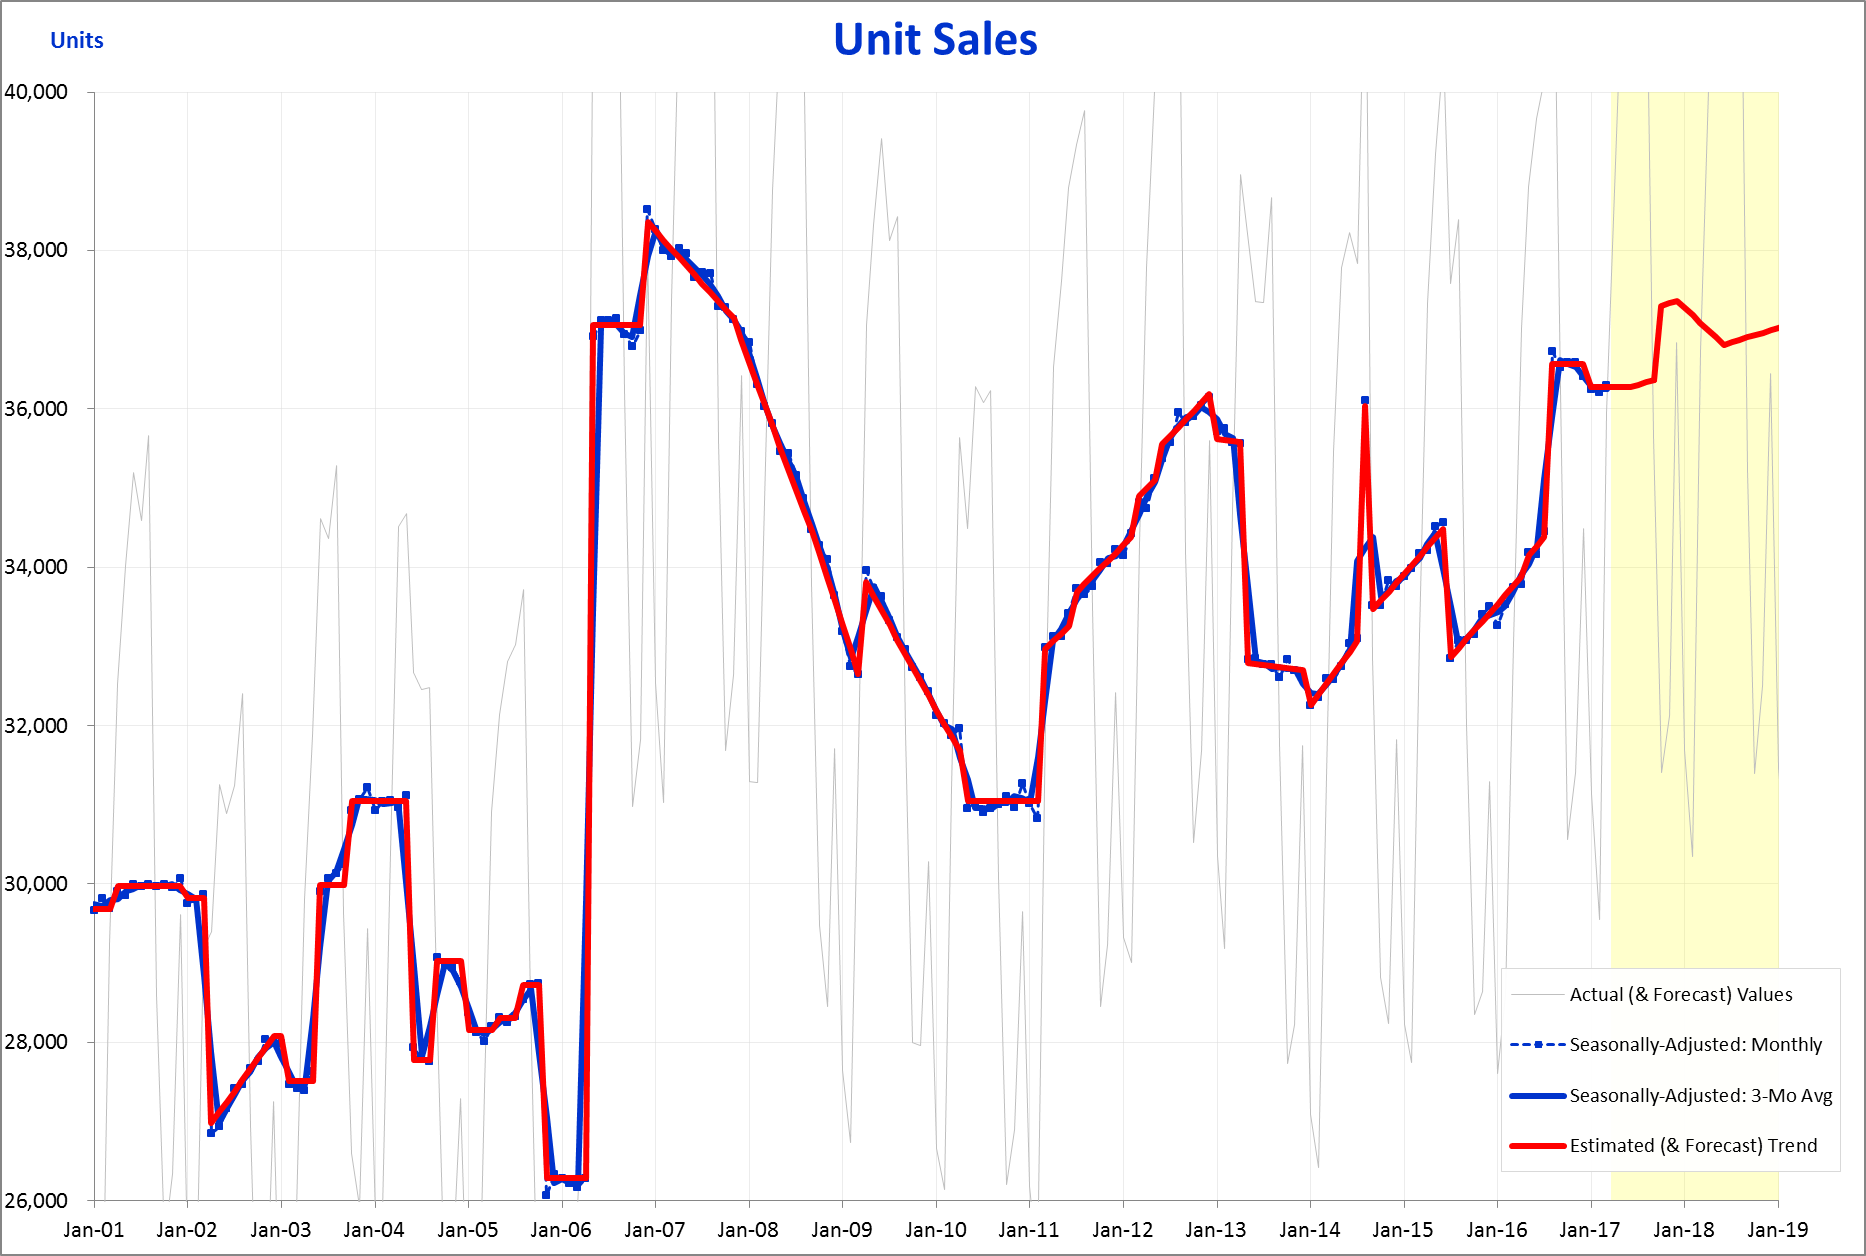 Unit Sales
Units
40,000
38,000
36,000
34,000
32,000
30,000
28,000
26,000
Jan-01 Jan-02 Jan-03 Jan-04 Jan-05 Jan-06 Jan-07 Jan-08 Jan-09 Jan-10 Jan-11 Jan-12 Jan-13 Jan-14 Jan-15 Jan-16 Jan-17 Jan-18 Jan-19
Actual (& Forecast) Values
Seasonally-Adjusted: Monthly
Seasonally-Adjusted: 3-Mo Avg
Estimated (& Forecast) Trend